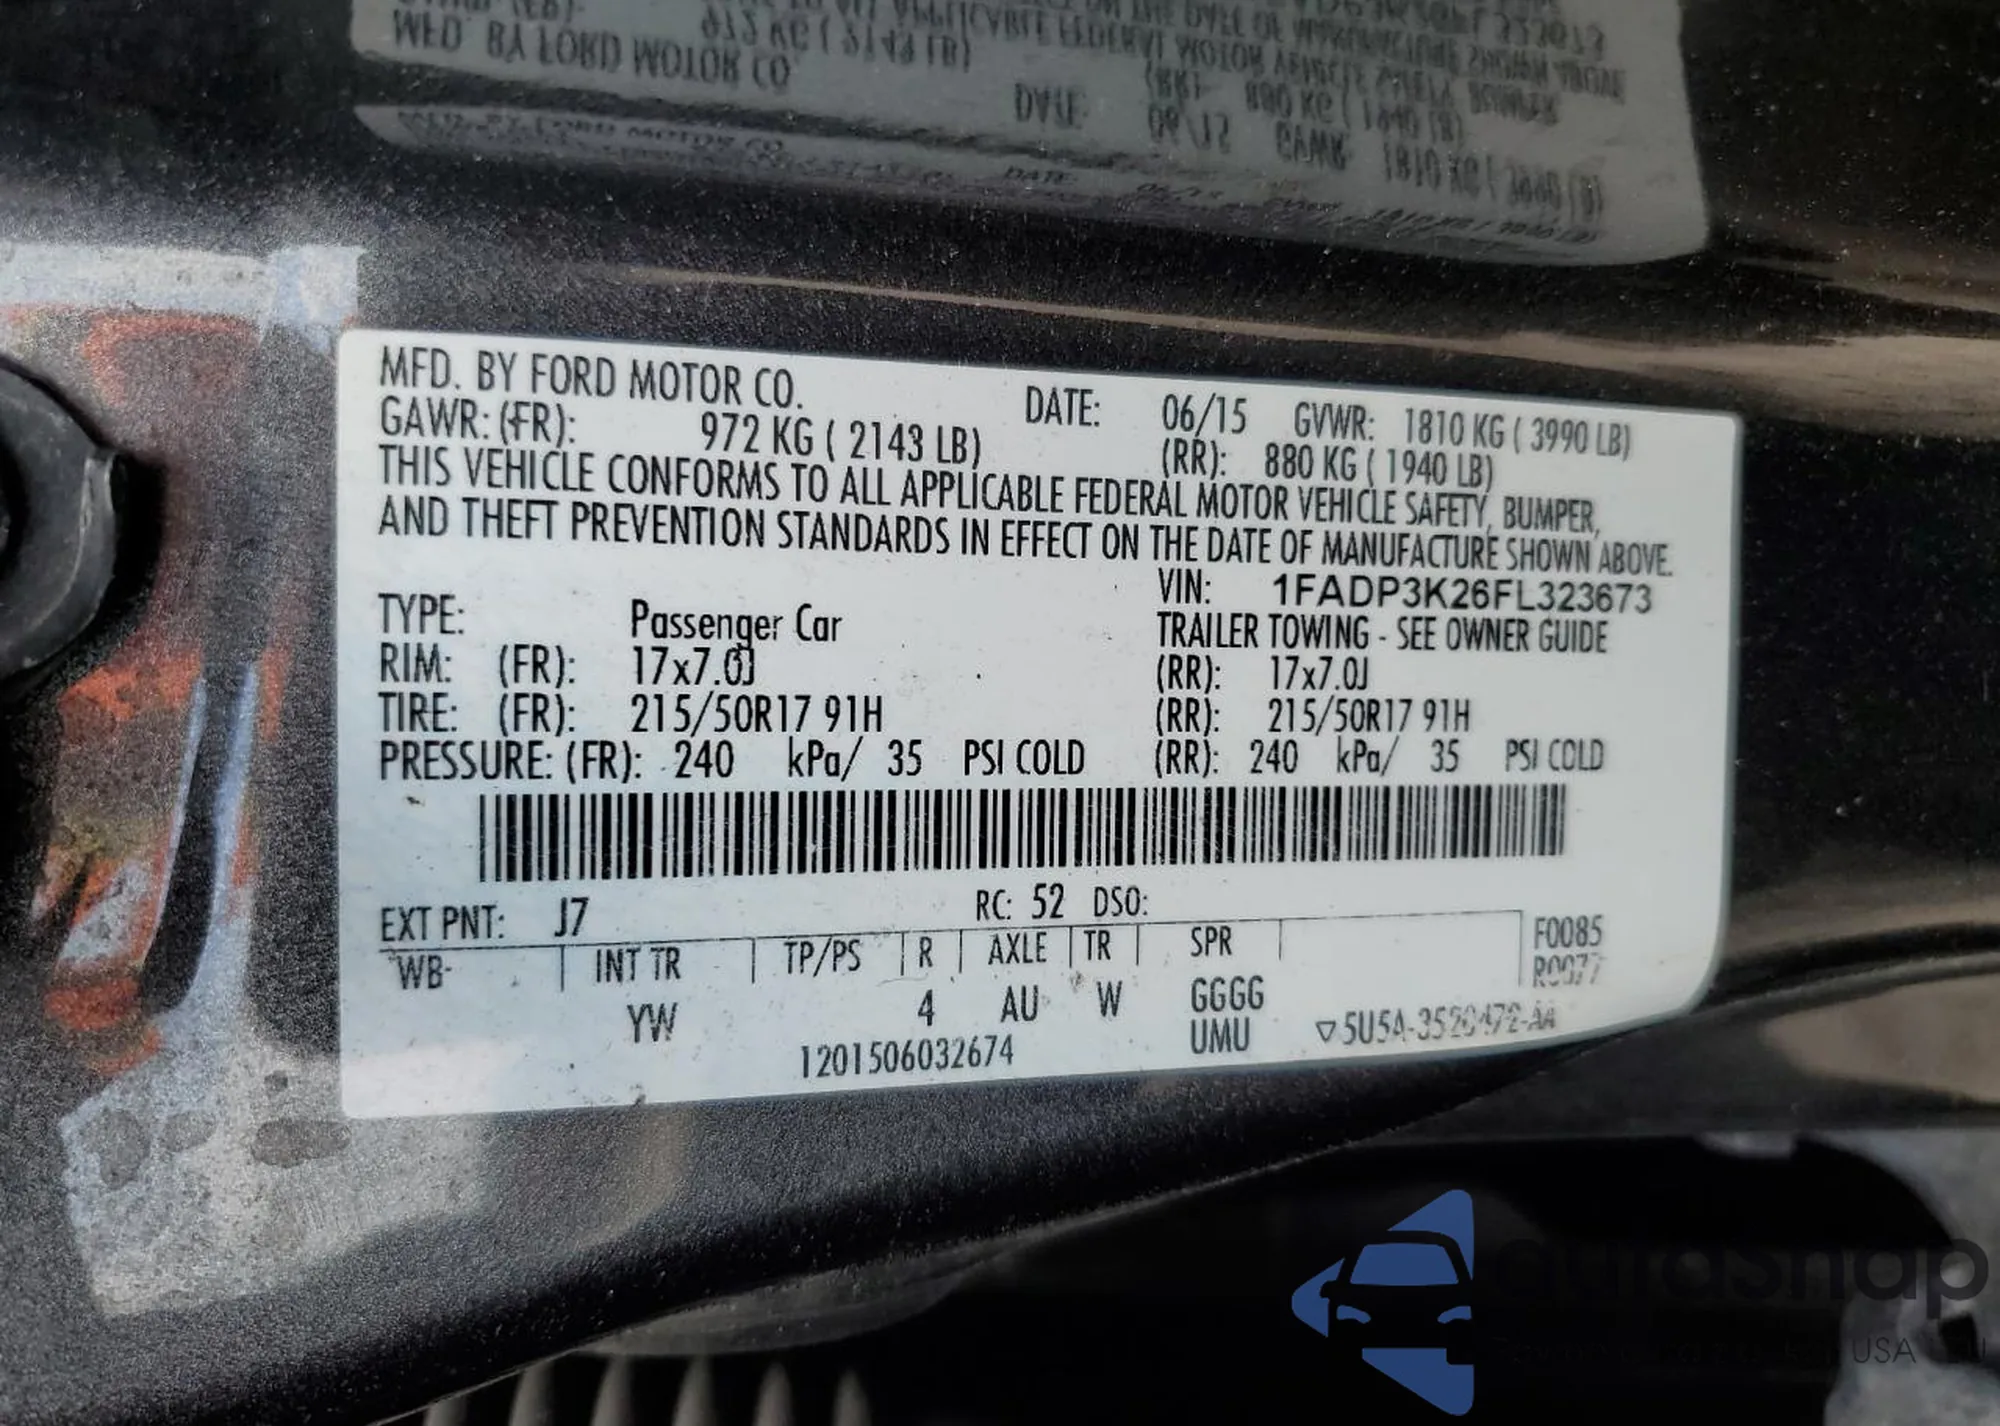 MFD. BY FORD MOTOR CO.
DATE: 06/15 GVWR: 1810 KG ( 3990 LB)
GAWR: (FR): 972 KG ( 2143 LB) (RR): 880 KG ( 1940 LB)
THIS VEHICLE CONFORMS TO ALL APPLICABLE FEDERAL MOTOR VEHICLE SAFETY, BUMPER,
AND THEFT PREVENTION STANDARDS IN EFFECT ON THE DATE OF MANUFACTURE SHOWN ABOVE.
VIN: 1FADP3K26FL323673
TYPE: Passenger Car TRAILER TOWING - SEE OWNER GUIDE
RIM: (FR): 17x7.0J (RR): 17x7.0J
TIRE: (FR): 215/50R17 91H (RR): 215/50R17 91H
PRESSURE: (FR): 240 kPa/ 35 PSI COLD (RR): 240 kPa/ 35 PSI COLD
EXT PNT: J7 RC: 52 DSO:
WB INT TR TP/PS R AXLE TR SPR F0085
R0077
YW 4 AU W GGGG
UMU
1201506032674
AutoSnap
USA